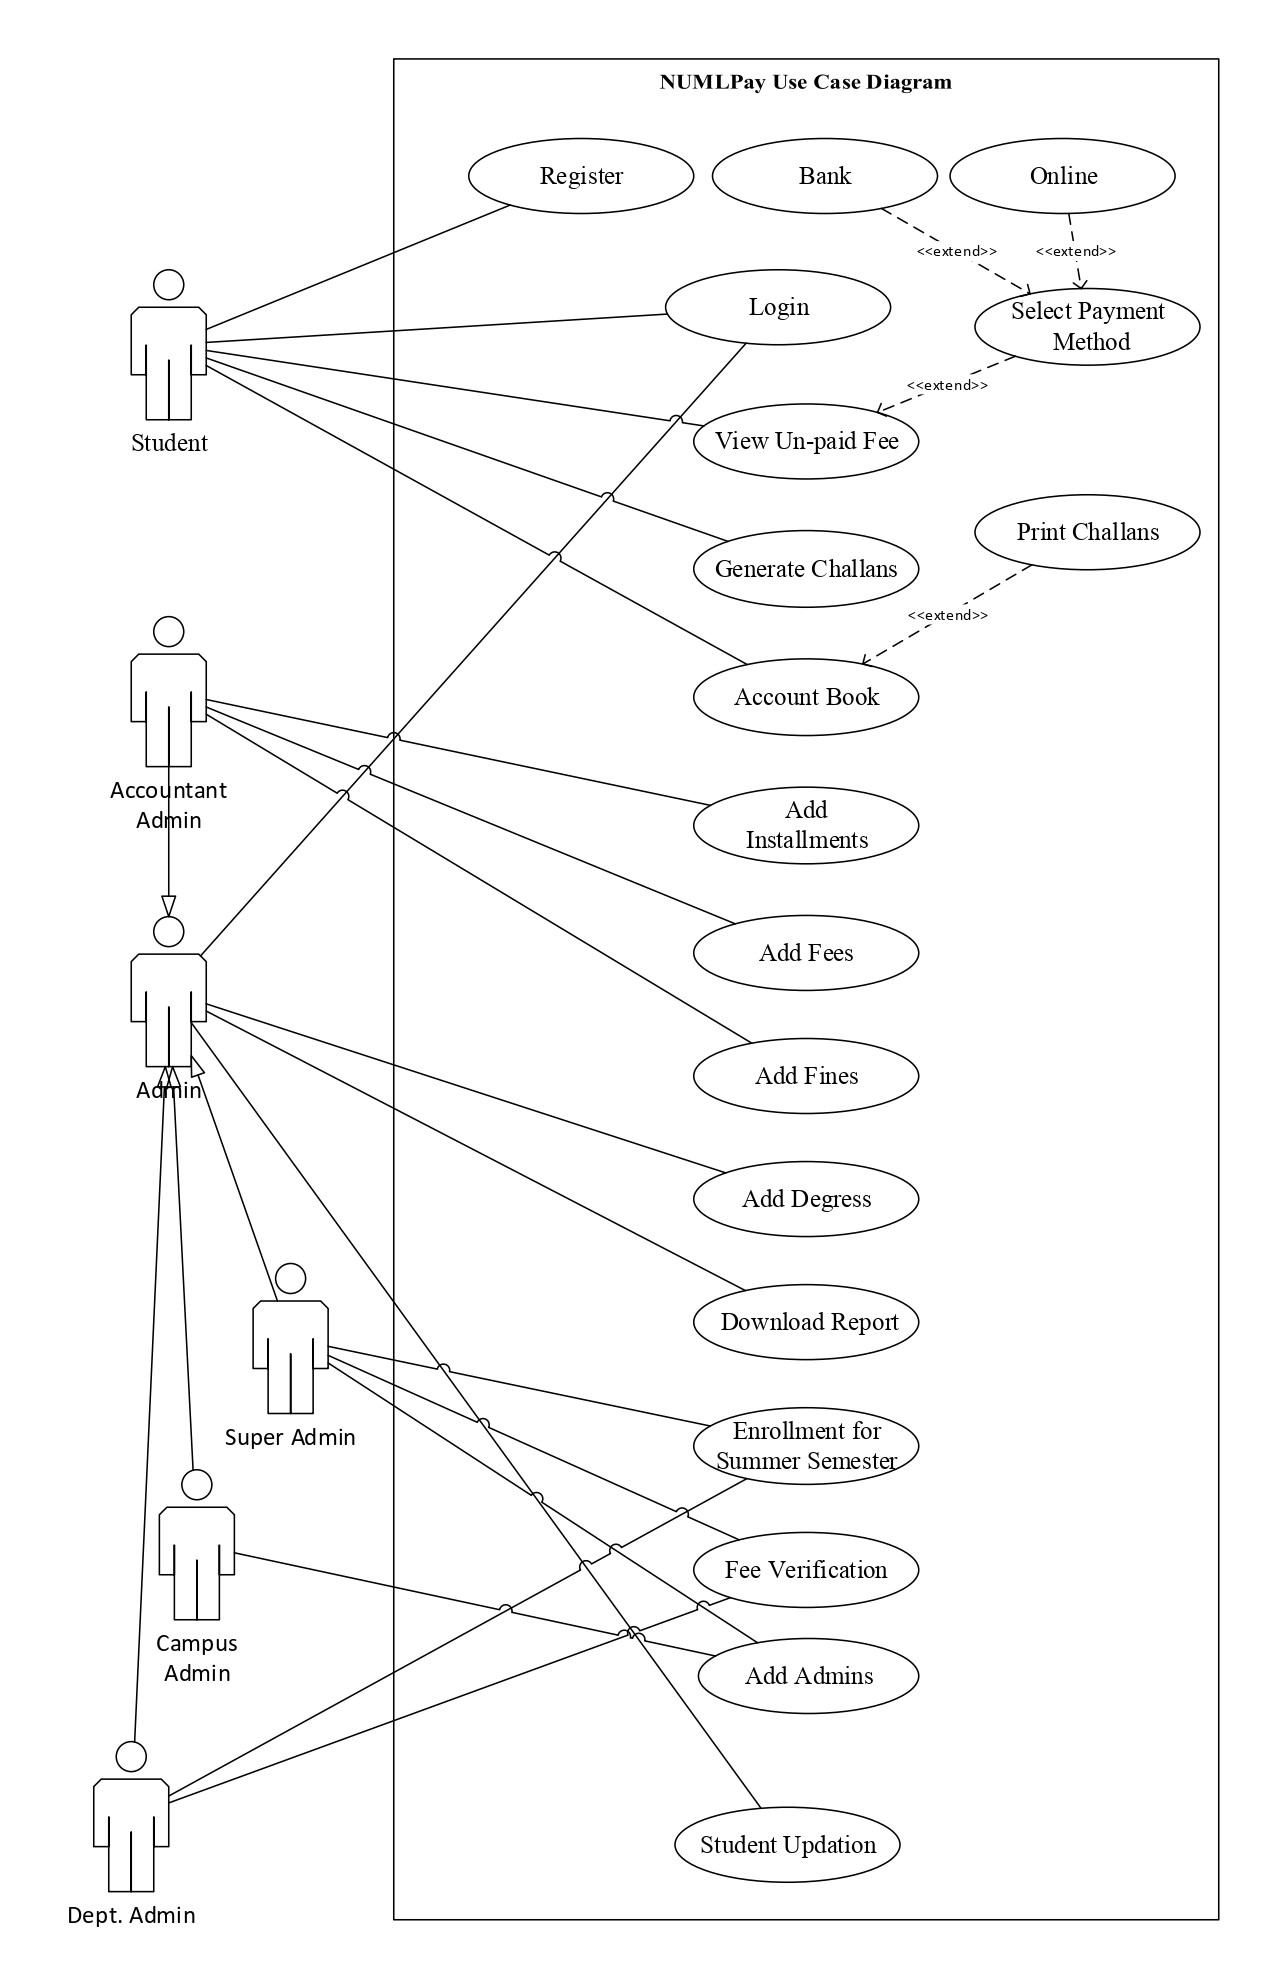 NUMLPay Use Case Diagram
Register
Bank
Online
<<extend>>
<<extend>>
Login
Select Payment
Method
<<extend>>
Student
View Un-paid Fee
Print Challans
Generate Challans
<<extend>>
Account Book
Accountant
Admin
Add
Installments
Add Fees
Add Fines
Admin
Add Degress
Download Report
Super Admin
Enrollment for
Summer Semester
Fee Verification
Campus
Admin
Add Admins
Student Updation
Dept. Admin